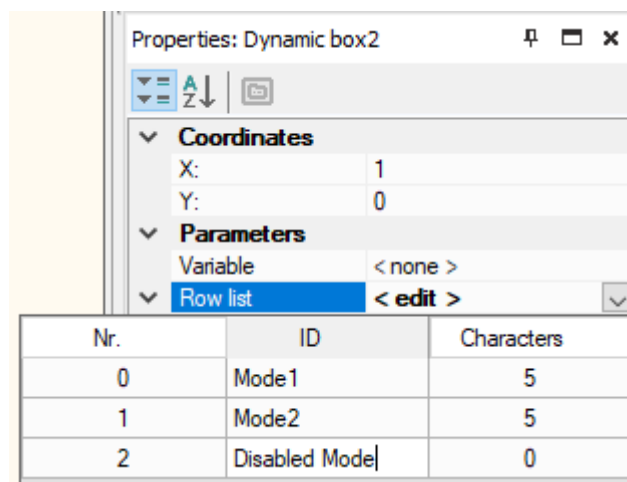 Properties: Dynamic box2
Coordinates
X: 1
Y: 0
Parameters
Variable < none >
Row list < edit >
Nr. ID Characters
0 Mode1 5
1 Mode2 5
2 Disabled Mode 0